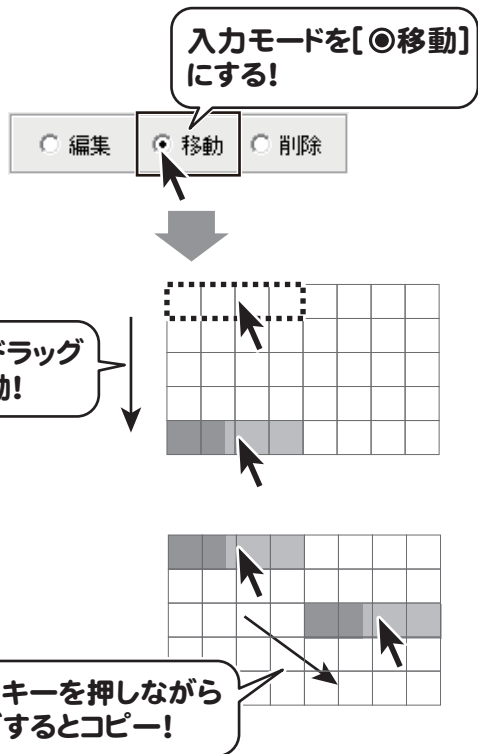 入力モードを[◉移動]
にする!
編集 移動 削除
ドラッグ
動!
キーを押しながら
するとコピー!